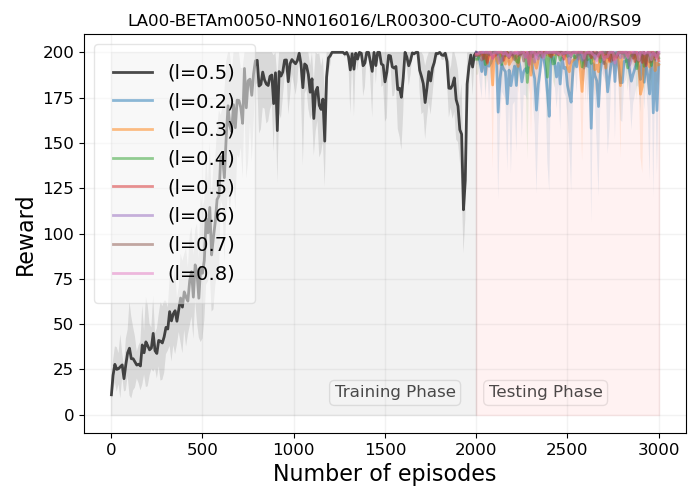 LA00-BETAm0050-NN016016/LR00300-CUT0-Ao00-Ai00/RS09
200
175
150
125
100
75
50
25
0
Reward
(l=0.5)
(l=0.2)
(l=0.3)
(l=0.4)
(l=0.5)
(l=0.6)
(l=0.7)
(l=0.8)
Training Phase
Testing Phase
0 500 1000 1500 2000 2500 3000
Number of episodes